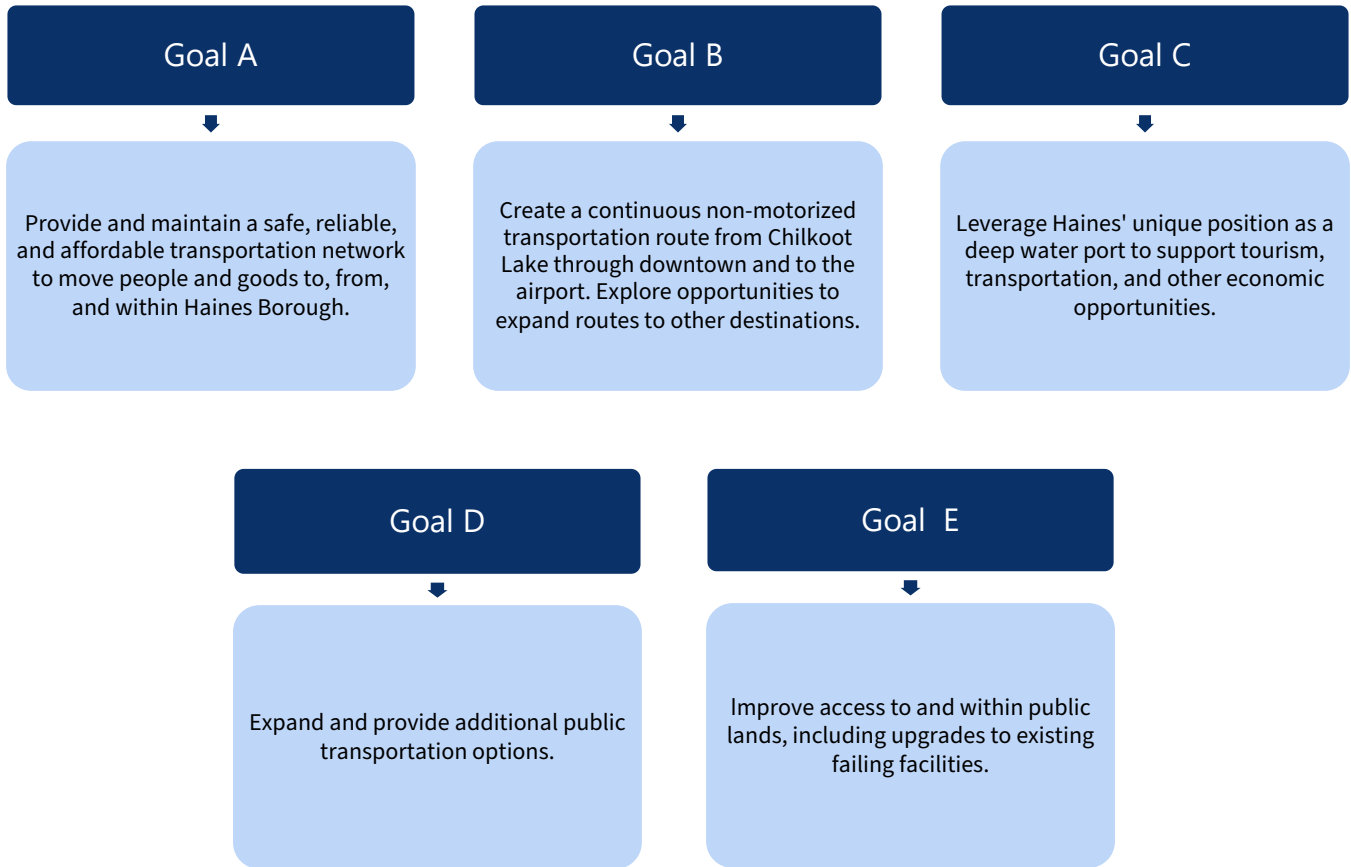 Goal A
Provide and maintain a safe, reliable,
and affordable transportation network
to move people and goods to, from,
and within Haines Borough.
Goal B
Create a continuous non-motorized
transportation route from Chilkoot
Lake through downtown and to the
airport. Explore opportunities to
expand routes to other destinations.
Goal C
Leverage Haines' unique position as a
deep water port to support tourism,
transportation, and other economic
opportunities.
Goal D
Expand and provide additional public
transportation options.
Goal E
Improve access to and within public
lands, including upgrades to existing
failing facilities.